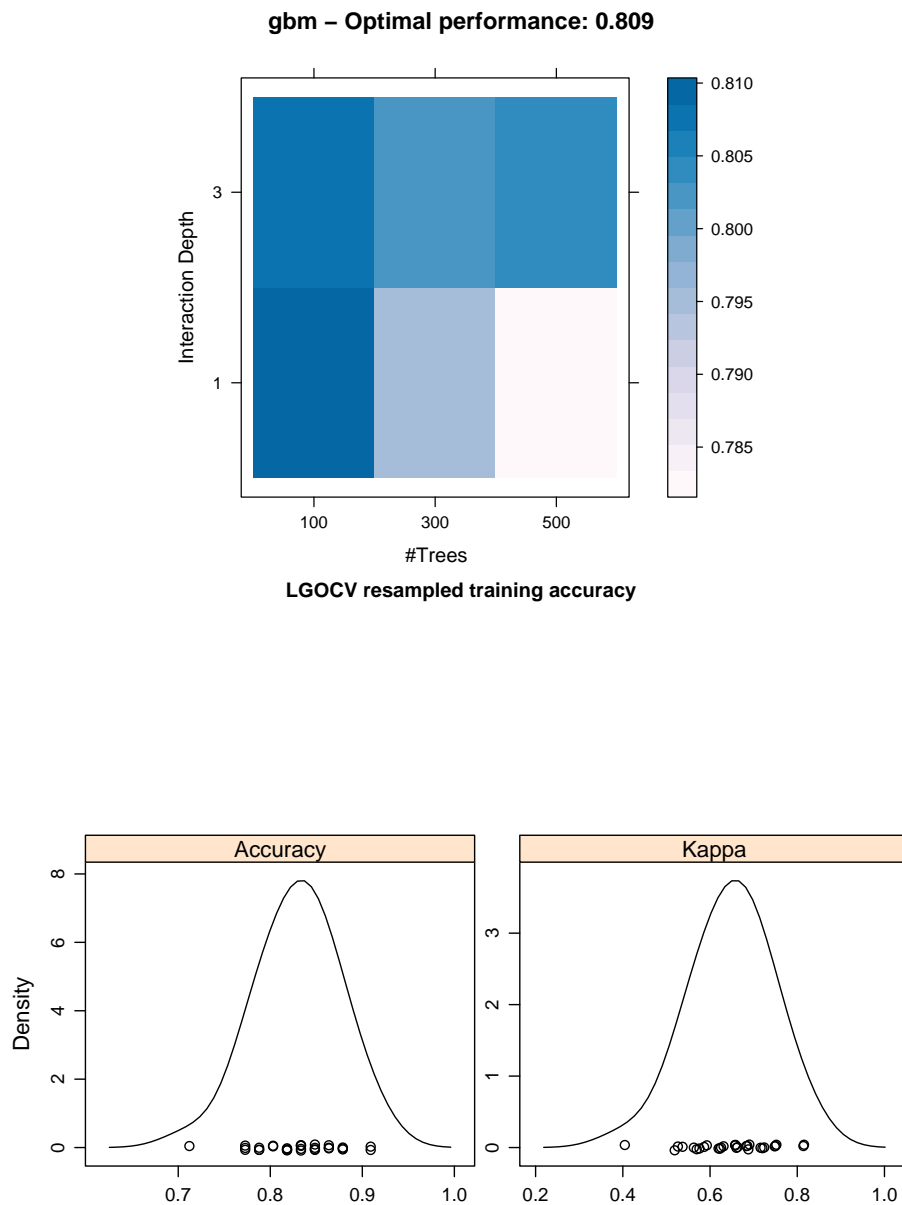 gbm – Optimal performance: 0.809
0.810
0.805
0.800
0.795
0.790
0.785
3
1
Interaction Depth
100 300 500
#Trees
LGOCV resampled training accuracy
Accuracy Kappa
Density
8
6
4
2
0
3
2
1
0
0.7 0.8 0.9 1.0 0.2 0.4 0.6 0.8 1.0